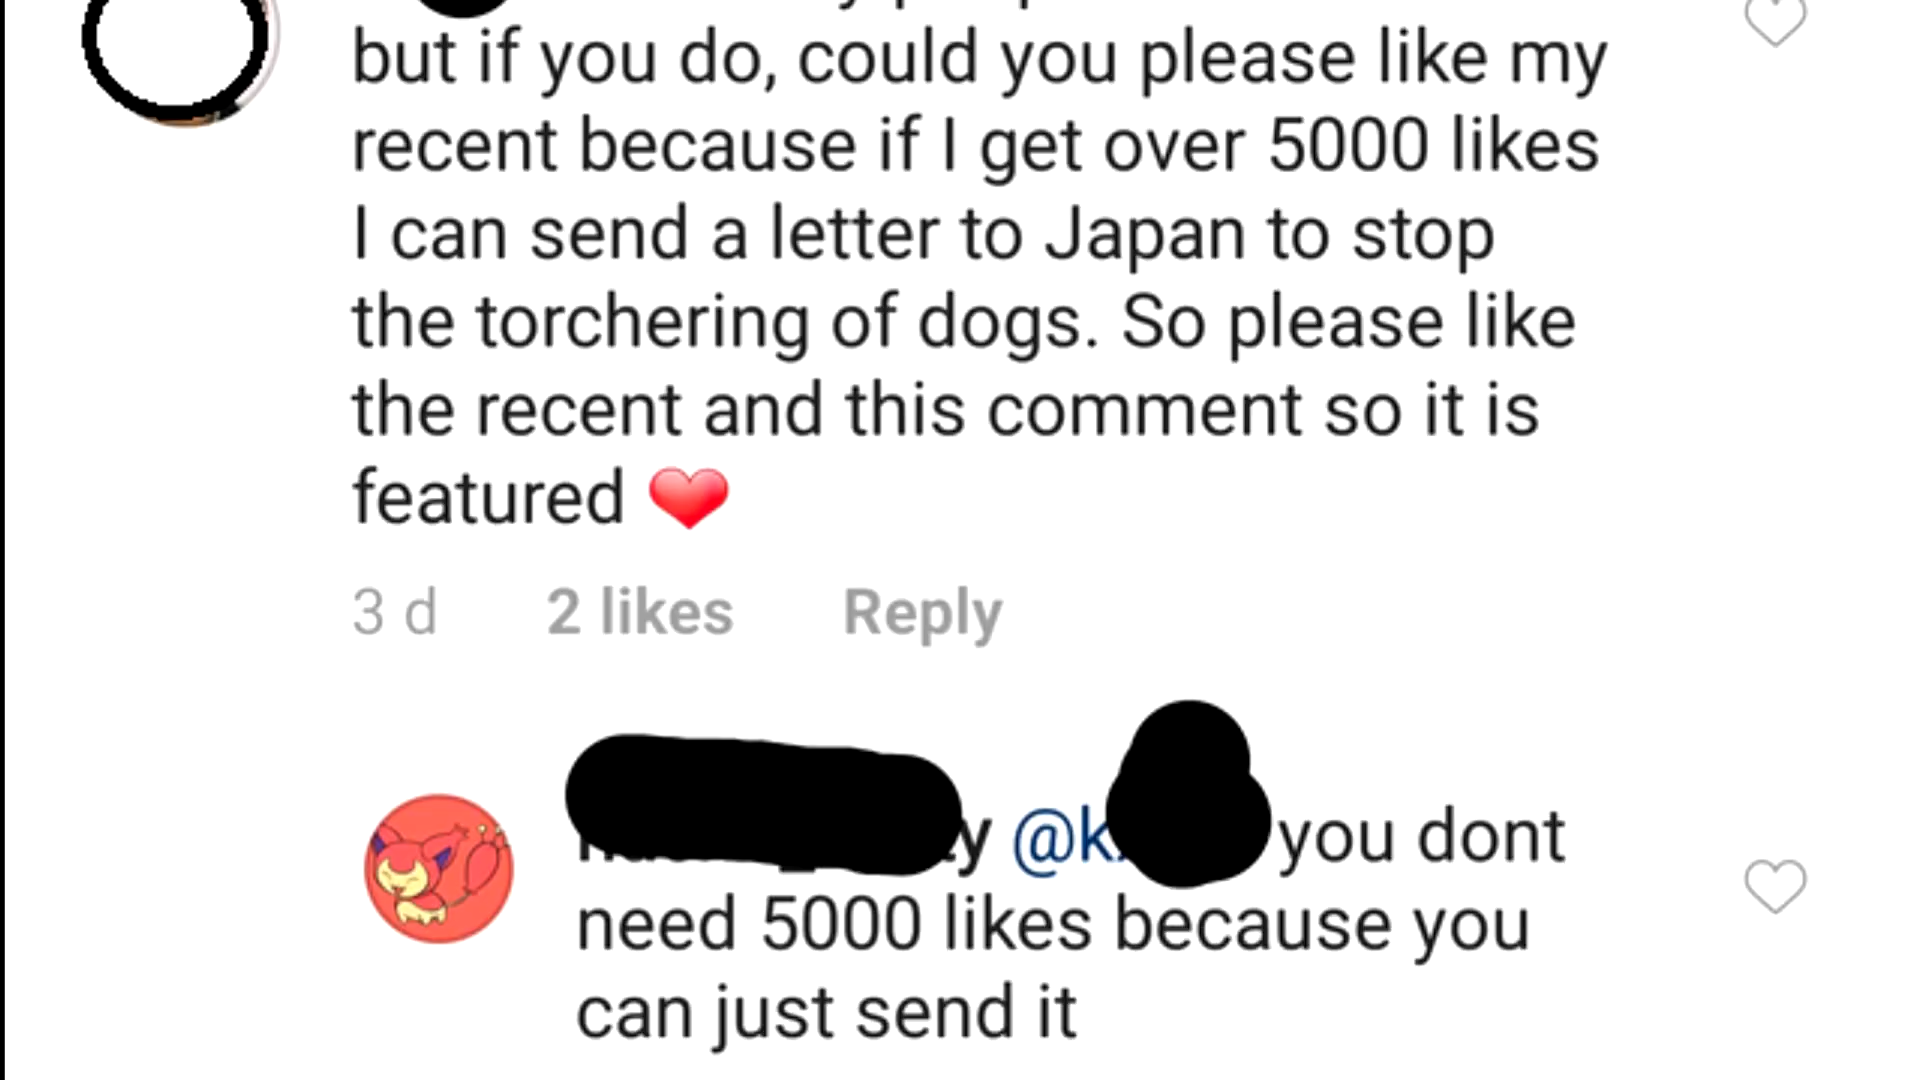 but if you do, could you please like my
recent because if I get over 5000 likes
I can send a letter to Japan to stop
the torchering of dogs. So please like
the recent and this comment so it is
featured ❤️
3 d 2 likes Reply
@k you dont
need 5000 likes because you
can just send it